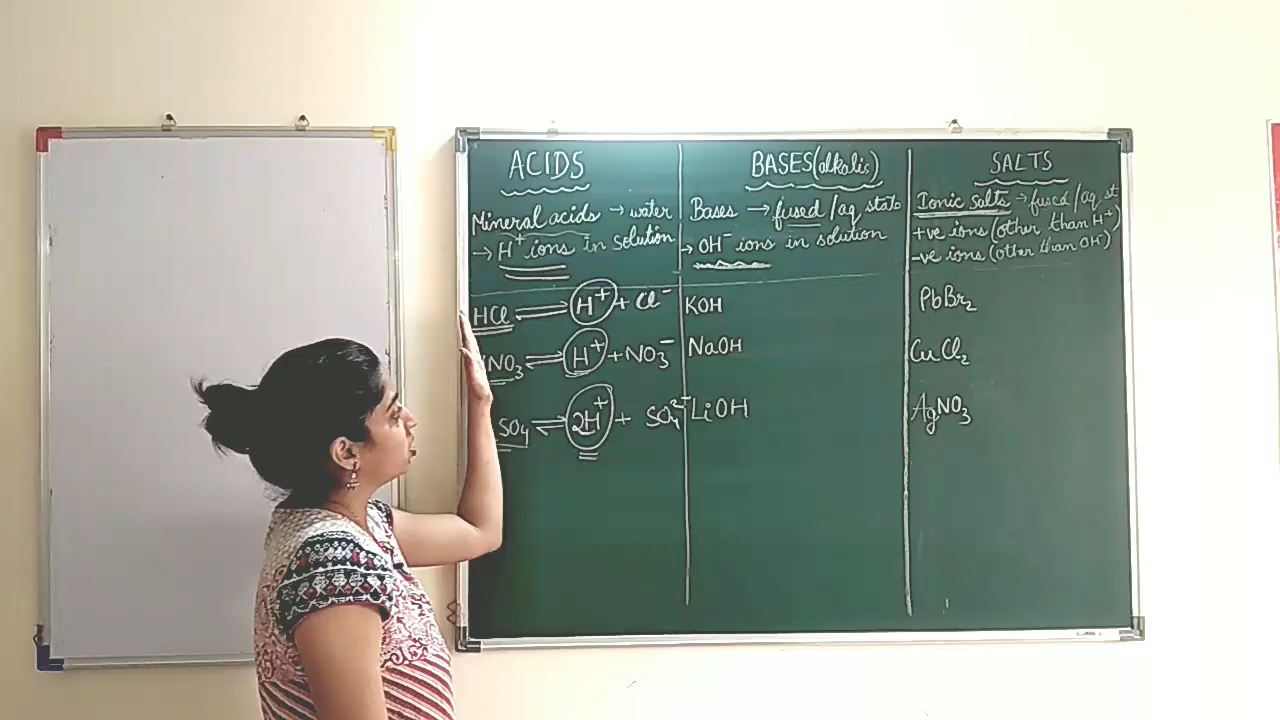 ACIDS
Mineral acids → water
→ H⁺ ions in solution
HCl ⇌ H⁺ + Cl⁻
NO₃ ⇌ H⁺ + NO₃⁻
SO₄ ⇌ 2H⁺ + SO₄²⁻
BASES (alkalis)
Bases → fused /aq state
→ OH⁻ ions in solution
KOH
NaOH
LiOH
SALTS
Ionic Salts → fused /aq st
+ve ions (other than H⁺)
-ve ions (other than OH⁻)
PbBr₂
CuCl₂
AgNO₃